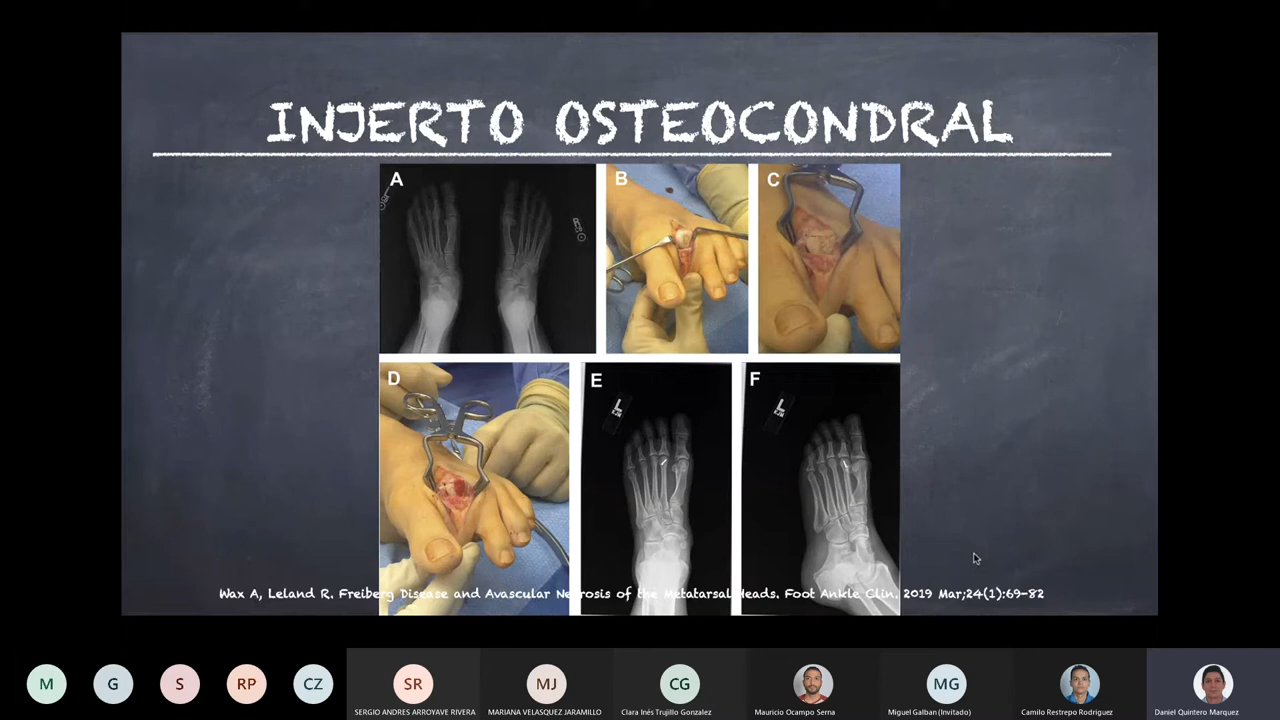 INJERTO OSTEOCONDRAL
A
B
C
D
E
F
L
L
Wax A, Leland R. Freiberg Disease and Avascular Necrosis of the Metatarsal Heads. Foot Ankle Clin. 2019 Mar;24(1):69-82
M
G
S
RP
CZ
SR
MJ
CG
MG
SERGIO ANDRES ARROYAVE RIVERA
MARIANA VELASQUEZ JARAMILLO
Clara Inés Trujillo Gonzalez
Mauricio Ocampo Serna
Miguel Galban (Invitado)
Camilo Restrepo Rodriguez
Daniel Quintero Marquez